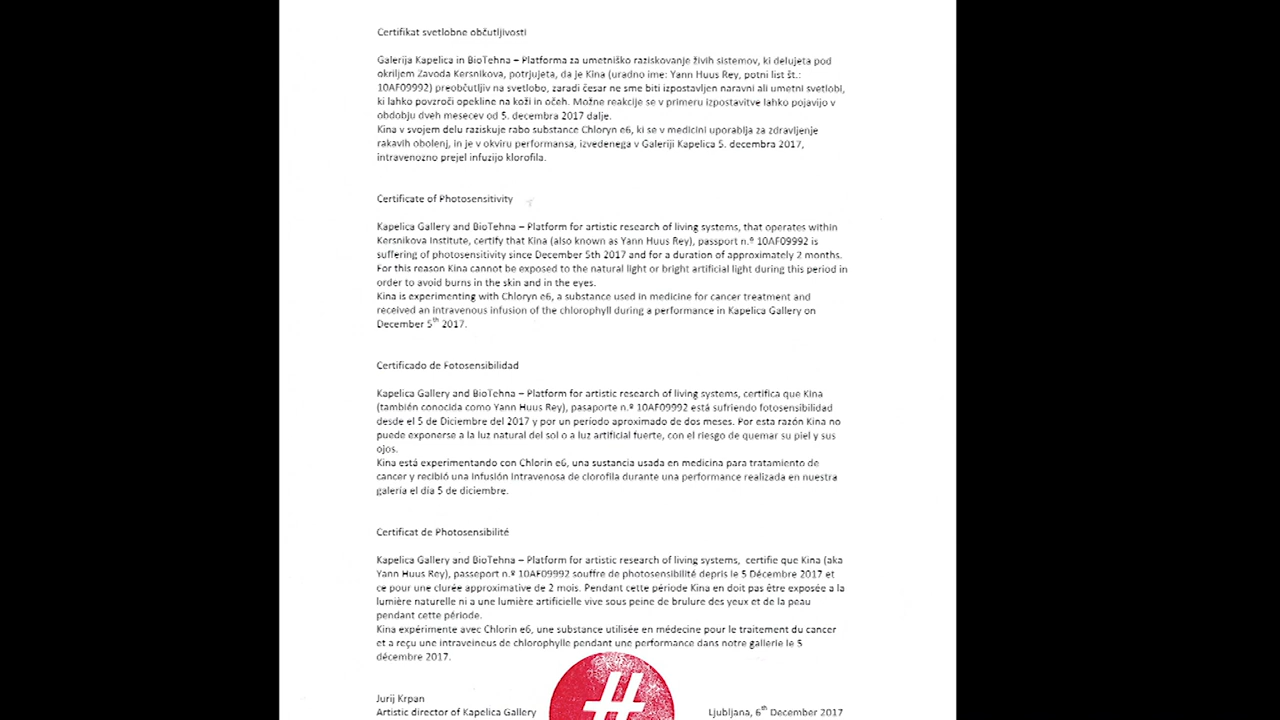 Certifikat svetlobne občutljivosti
Galerija Kapelica in BioTehna – Platforma za umetniško raziskovanje živih sistemov, ki delujeta pod
okriljem Zavoda Kersnikova, potrjujeta, da je Kina (uradno ime: Yann Huus Rey, potni list št.:
10AF09992) preobčutljiv na svetlobo, zaradi česar ne sme biti izpostavljen naravni ali umetni svetlobi,
ki lahko povzroči opekline na koži in očeh. Možne reakcije se v primeru izpostavitve lahko pojavijo v
obdobju dveh mesecev od 5. decembra 2017 dalje.
Kina v svojem delu raziskuje rabo substance Chloryn e6, ki se v medicini uporablja za zdravljenje
rakavih obolenj, in je v okviru performansa, izvedenega v Galeriji Kapelica 5. decembra 2017,
intravenozno prejel infuzijo klorofila.
Certificate of Photosensitivity
Kapelica Gallery and BioTehna – Platform for artistic research of living systems, that operates within
Kersnikova Institute, certify that Kina (also known as Yann Huus Rey), passport n.º 10AF09992 is
suffering of photosensitivity since December 5th 2017 and for a duration of approximately 2 months.
For this reason Kina cannot be exposed to the natural light or bright artificial light during this period in
order to avoid burns in the skin and in the eyes.
Kina is experimenting with Chloryn e6, a substance used in medicine for cancer treatment and
received an intravenous infusion of the chlorophyll during a performance in Kapelica Gallery on
December 5th 2017.
Certificado de Fotosensibilidad
Kapelica Gallery and BioTehna – Platform for artistic research of living systems, certifica que Kina
(también conocida como Yann Huus Rey), pasaporte n.º 10AF09992 está sufriendo fotosensibilidad
desde el 5 de Diciembre del 2017 y por un período aproximado de dos meses. Por esta razón Kina no
puede exponerse a la luz natural del sol o a luz artificial fuerte, con el riesgo de quemar su piel y sus
ojos.
Kina está experimentando con Chlorin e6, una sustancia usada en medicina para tratamiento de
cancer y recibió una infusión intravenosa de clorofila durante una performance realizada en nuestra
galería el día 5 de diciembre.
Certificat de Photosensibilité
Kapelica Gallery and BioTehna – Platform for artistic research of living systems, certifie que Kina (aka
Yann Huus Rey), passeport n.º 10AF09992 souffre de photosensibilité depris le 5 Décembre 2017 et
ce pour une clurée approximative de 2 mois. Pendant cette période Kina en doit pas être exposée a la
lumière naturelle ni a une lumière artificielle vive sous peine de brulure des yeux et de la peau
pendant cette période.
Kina expérimente avec Chlorin e6, une substance utilisée en médecine pour le traitement du cancer
et a reçu une intraveineus de chlorophylle pendant une performance dans notre gallerie le 5
décembre 2017.
Jurij Krpan
Artistic director of Kapelica Gallery
#
Ljubljana, 6th December 2017